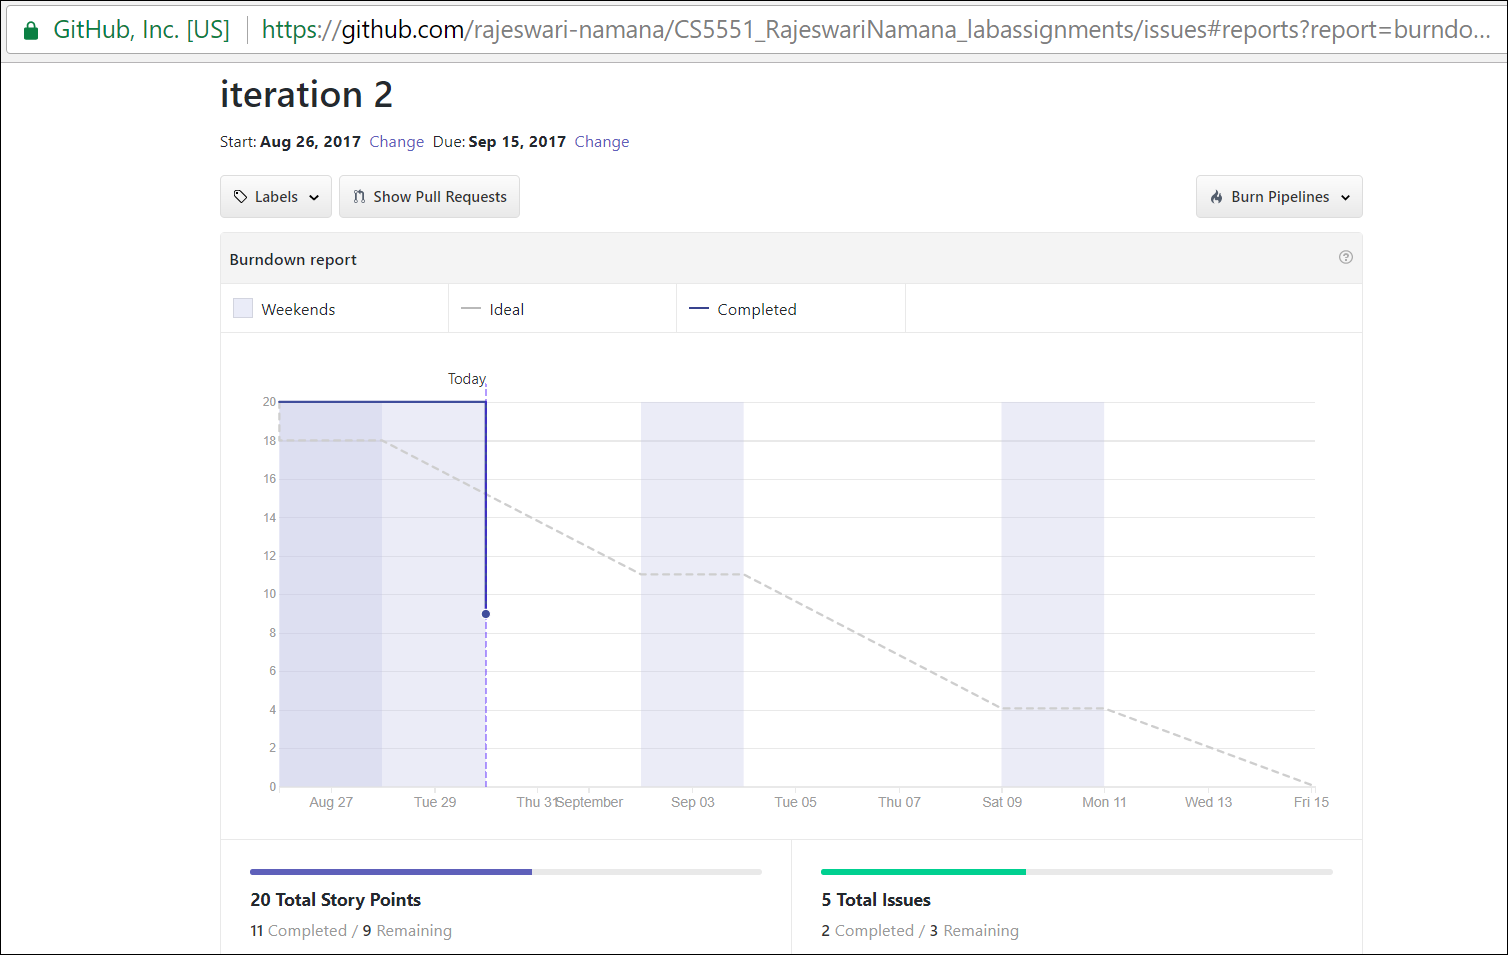 GitHub, Inc. [US] https://github.com/rajeswari-namana/CS5551_RajeswariNamana_labassignments/issues#reports?report=burndo...
iteration 2
Start: Aug 26, 2017 Change Due: Sep 15, 2017 Change
Labels Show Pull Requests Burn Pipelines
Burndown report
Weekends Ideal Completed
Today
20
18
16
14
12
10
8
6
4
2
0
Aug 27 Tue 29 Thu 31 September Sep 03 Tue 05 Thu 07 Sat 09 Mon 11 Wed 13 Fri 15
20 Total Story Points
11 Completed / 9 Remaining
5 Total Issues
2 Completed / 3 Remaining